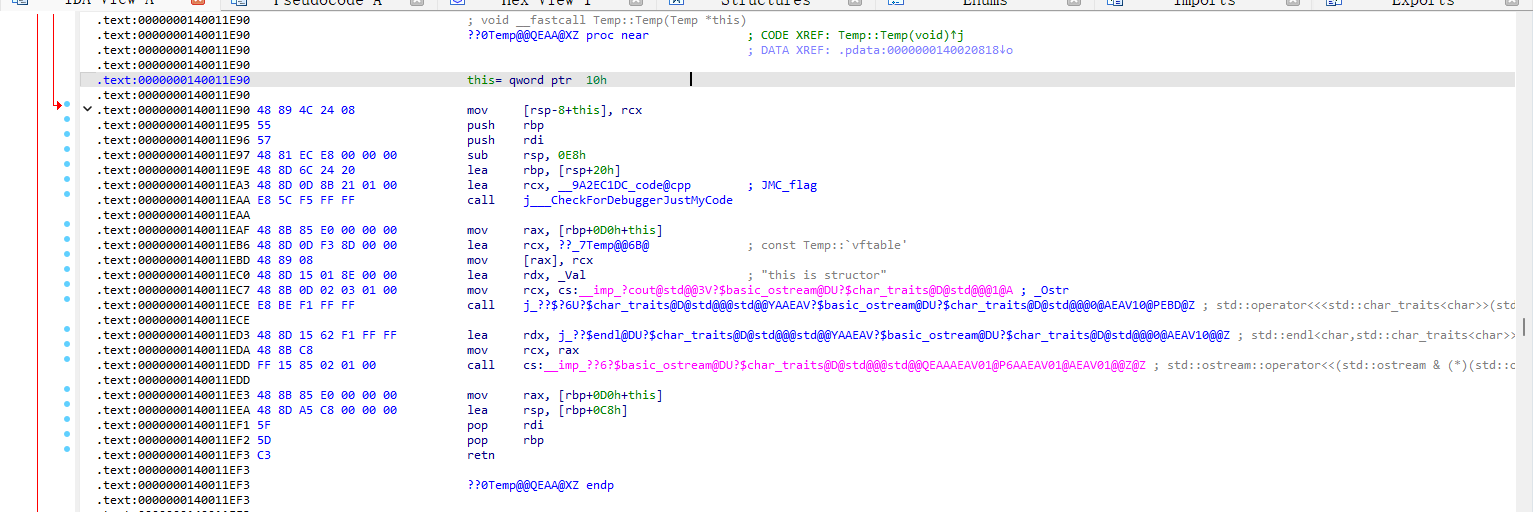 IDA View-A Pseudocode-A Hex View-1 Structures Enums Imports Exports
.text:0000000140011E90 ; void __fastcall Temp::Temp(Temp *this)
.text:0000000140011E90 ??0Temp@@QEAA@XZ proc near ; CODE XREF: Temp::Temp(void)↑j
.text:0000000140011E90 ; DATA XREF: .pdata:0000000140020818↓o
.text:0000000140011E90
.text:0000000140011E90 this= qword ptr 10h
.text:0000000140011E90
.text:0000000140011E90 48 89 4C 24 08 mov [rsp-8+this], rcx
.text:0000000140011E95 55 push rbp
.text:0000000140011E96 57 push rdi
.text:0000000140011E97 48 81 EC E8 00 00 00 sub rsp, 0E8h
.text:0000000140011E9E 48 8D 6C 24 20 lea rbp, [rsp+20h]
.text:0000000140011EA3 48 8D 0D 8B 21 01 00 lea rcx, __9A2EC1DC_code@cpp ; JMC_flag
.text:0000000140011EAA E8 5C F5 FF FF call j___CheckForDebuggerJustMyCode
.text:0000000140011EAA
.text:0000000140011EAF 48 8B 85 E0 00 00 00 mov rax, [rbp+0D0h+this]
.text:0000000140011EB6 48 8D 0D F3 8D 00 00 lea rcx, ??_7Temp@@6B@ ; const Temp::`vftable'
.text:0000000140011EBD 48 89 08 mov [rax], rcx
.text:0000000140011EC0 48 8D 15 01 8E 00 00 lea rdx, _Val ; "this is structor"
.text:0000000140011EC7 48 8B 0D 02 03 01 00 mov rcx, cs:__imp_?cout@std@@3V?$basic_ostream@DU?$char_traits@D@std@@@1@A ; _Ostr
.text:0000000140011ECE E8 BE F1 FF FF call j_??$?6U?$char_traits@D@std@@@std@@YAAEAV?$basic_ostream@DU?$char_traits@D@std@@@0@AEAV10@PEBD@Z ; std::operator<<<std::char_traits<char>>(std
.text:0000000140011ECE
.text:0000000140011ED3 48 8D 15 62 F1 FF FF lea rdx, j_??$endl@DU?$char_traits@D@std@@@std@@YAAEAV?$basic_ostream@DU?$char_traits@D@std@@@0@AEAV10@@Z ; std::endl<char,std::char_traits<char>>
.text:0000000140011EDA 48 8B C8 mov rcx, rax
.text:0000000140011EDD FF 15 85 02 01 00 call cs:__imp_??6?$basic_ostream@DU?$char_traits@D@std@@@std@@QEAAAEAV01@P6AAEAV01@AEAV01@@Z@Z ; std::ostream::operator<<(std::ostream & (*)(std::o
.text:0000000140011EDD
.text:0000000140011EE3 48 8B 85 E0 00 00 00 mov rax, [rbp+0D0h+this]
.text:0000000140011EEA 48 8D A5 C8 00 00 00 lea rsp, [rbp+0C8h]
.text:0000000140011EF1 5F pop rdi
.text:0000000140011EF2 5D pop rbp
.text:0000000140011EF3 C3 retn
.text:0000000140011EF3
.text:0000000140011EF3 ??0Temp@@QEAA@XZ endp
.text:0000000140011EF3